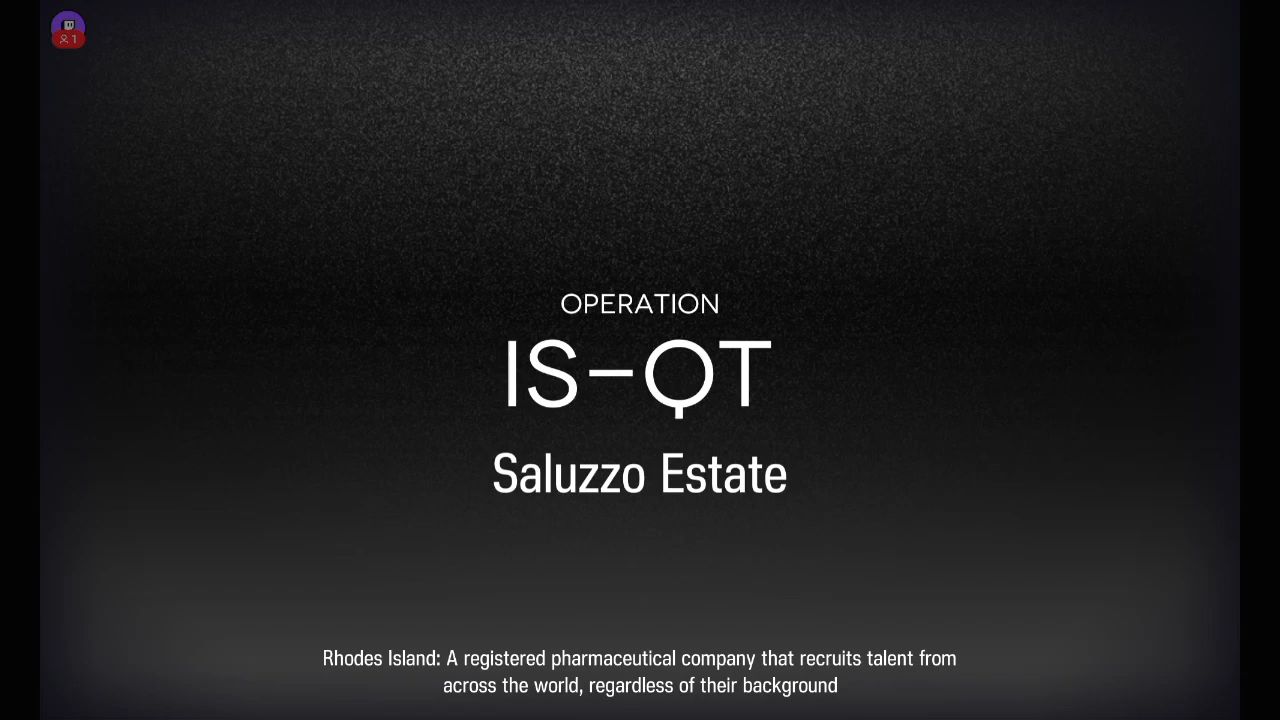 1
OPERATION
IS-QT
Saluzzo Estate
Rhodes Island: A registered pharmaceutical company that recruits talent from
across the world, regardless of their background